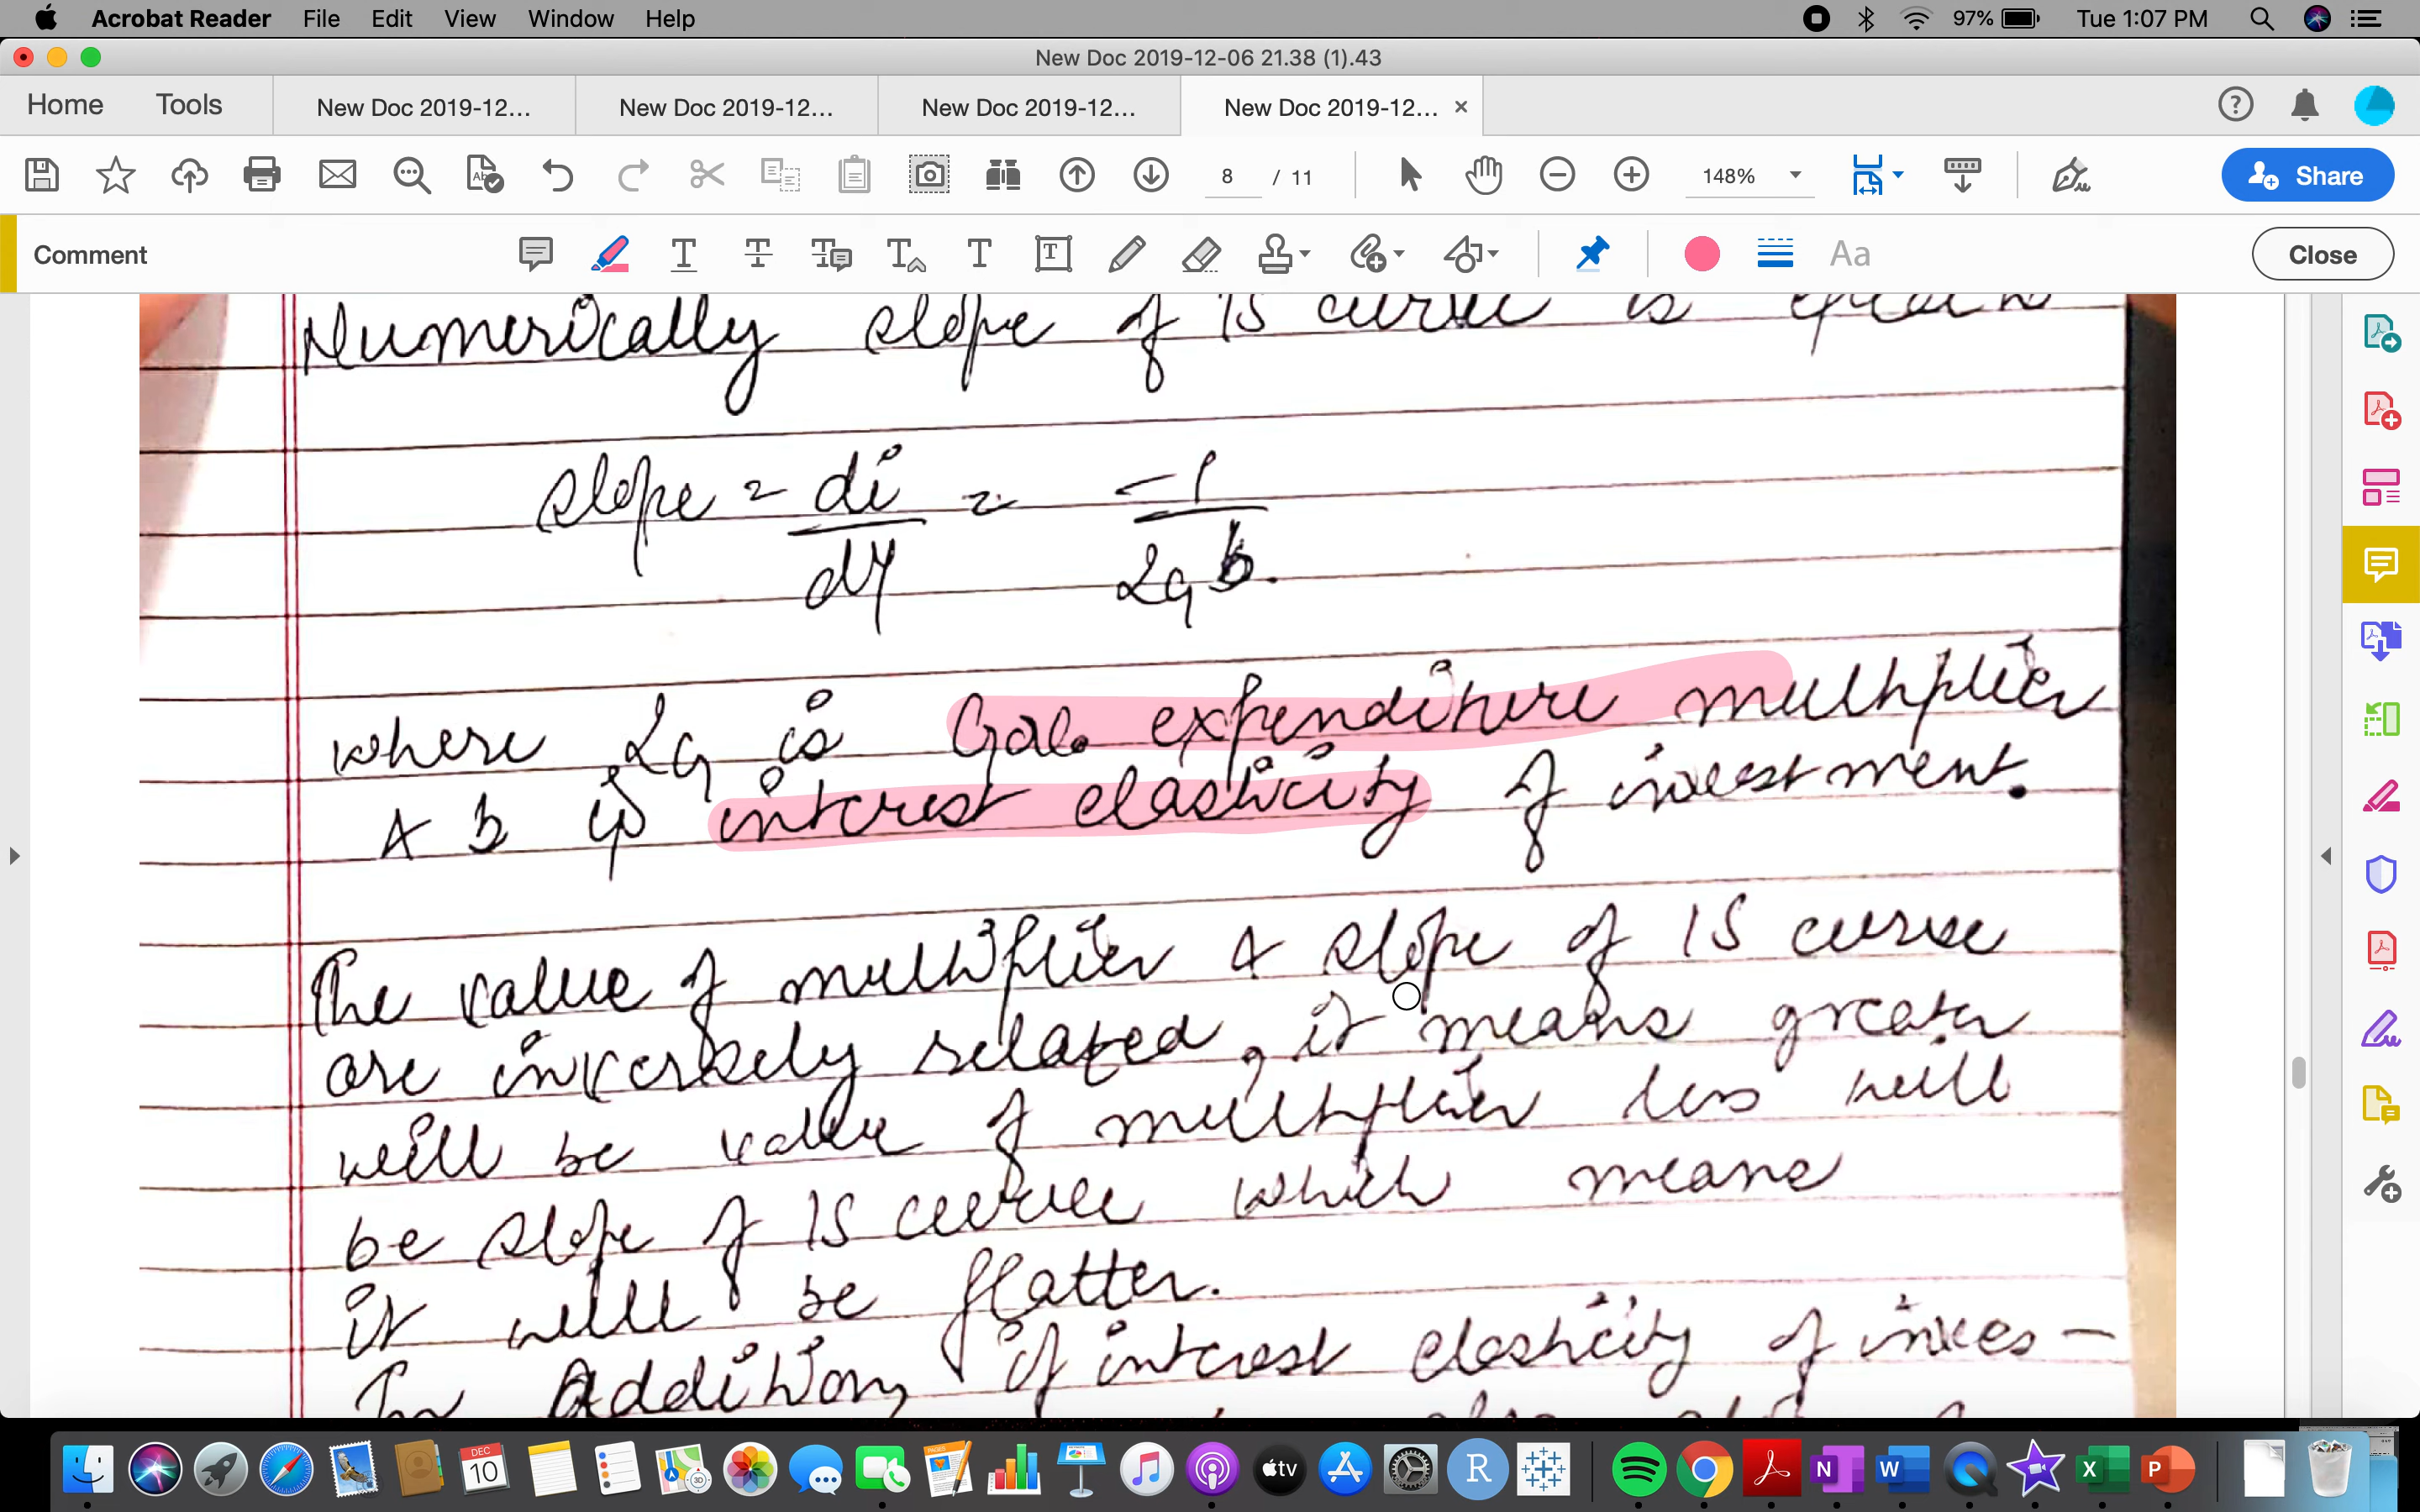 Acrobat Reader File Edit View Window Help 97% Tue 1:07 PM
New Doc 2019-12-06 21.38 (1).43
Home Tools New Doc 2019-12... New Doc 2019-12... New Doc 2019-12... New Doc 2019-12... ×
8 / 11 148% Share
Comment Aa Close
Numerically slope of IS curve is
slope = di/dY = -1/αG b.
where αG is Gov. expenditure multiplier
& b is interest elasticity of investment.
The value of multiplier & slope of IS curve
are inversely related, it means greater
will be value of multiplier less will
be slope of IS curve which means
it will be flatter.
In Addition, if interest elasticity of inves-
DEC
10
tv
R
N
W
X
P